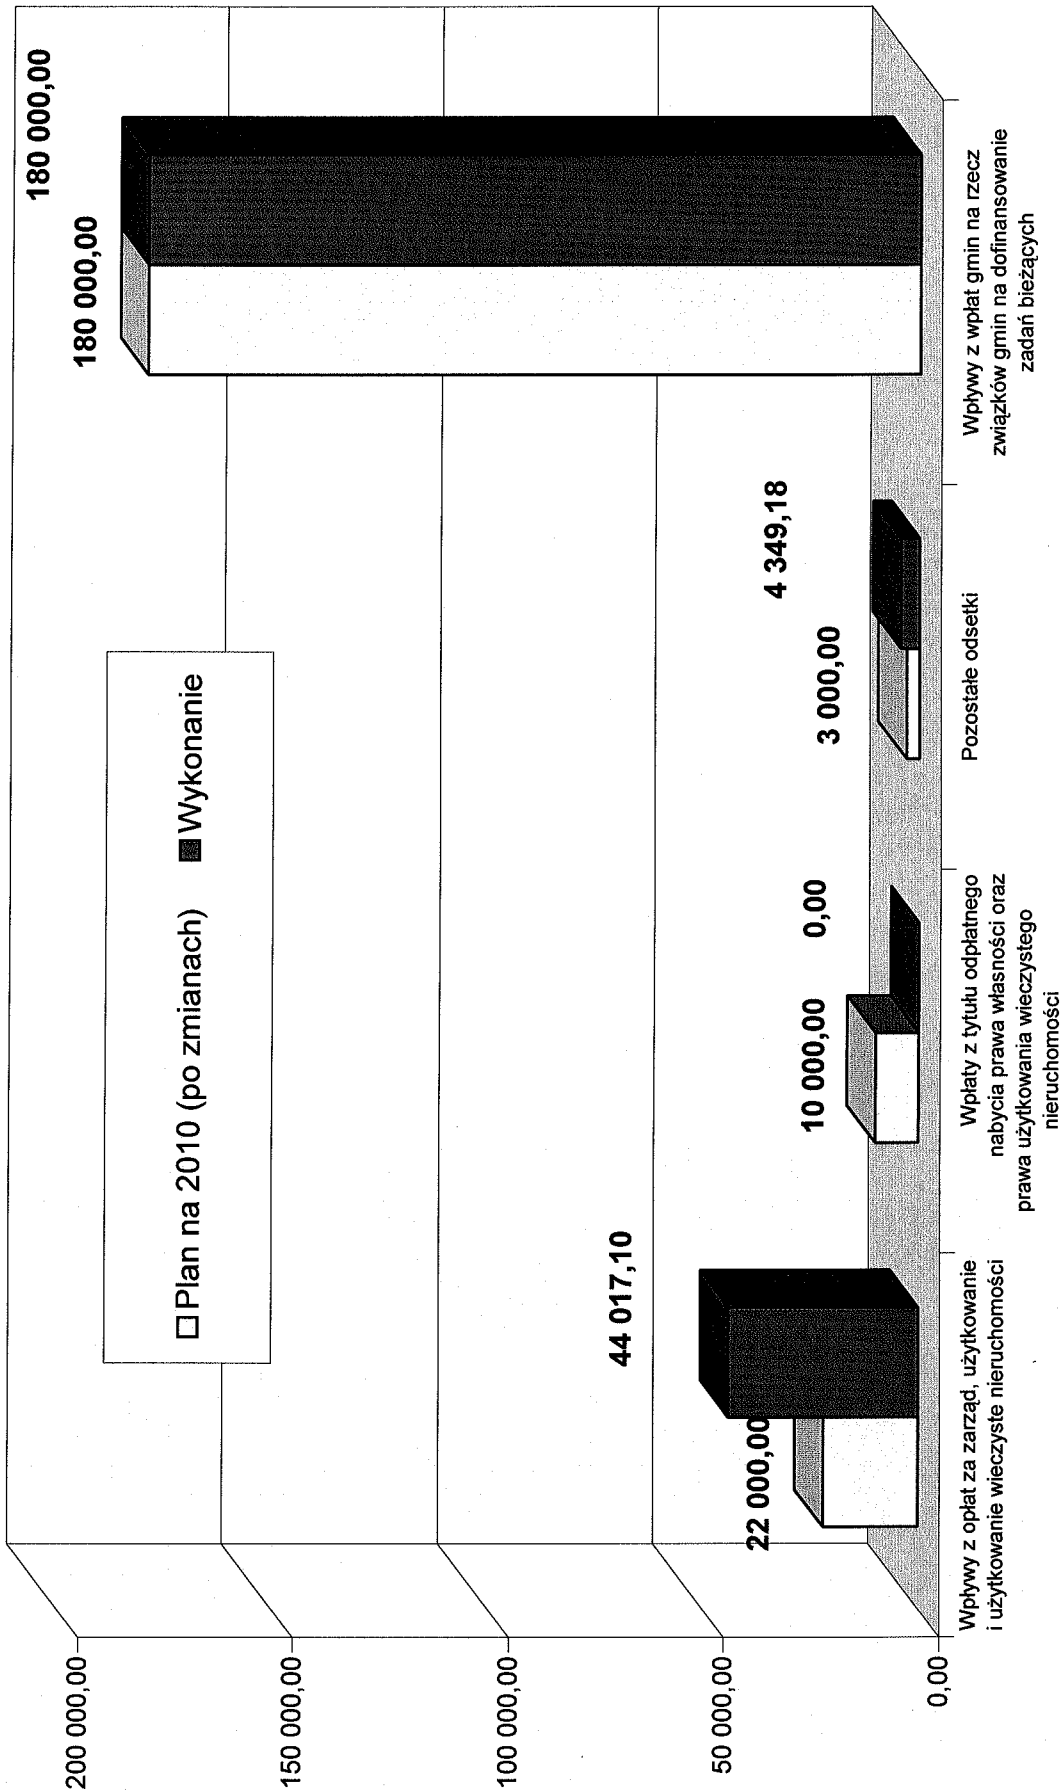 200 000,00
150 000,00
100 000,00
50 000,00
0,00
□ Plan na 2010 (po zmianach) ■ Wykonanie
22 000,00
44 017,10
10 000,00
0,00
3 000,00
4 349,18
180 000,00
180 000,00
Wpływy z opłat za zarząd, użytkowanie
i użytkowanie wieczyste nieruchomości
Wpłaty z tytułu odpłatnego
nabycia prawa własności oraz
prawa użytkowania wieczystego
nieruchomości
Pozostałe odsetki
Wpływy z wpłat gmin na rzecz
związków gmin na dofinansowanie
zadań bieżących